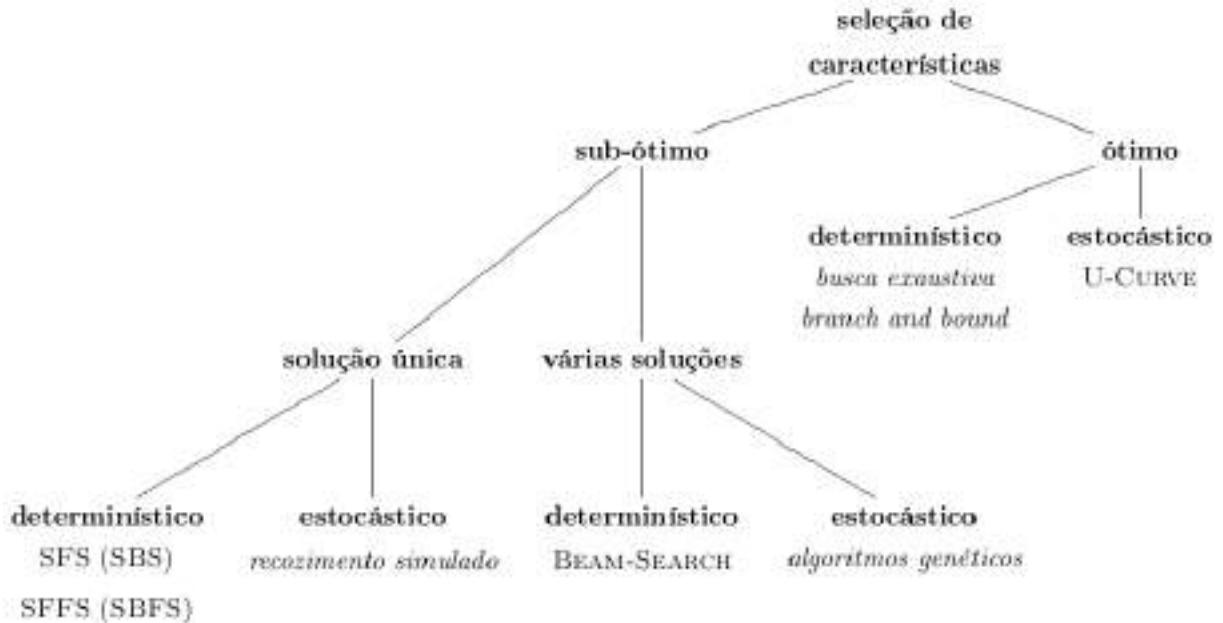 seleção de
características
sub-ótimo
ótimo
determinístico
estocástico
busca exaustiva
U-CURVE
branch and bound
solução única
várias soluções
determinístico
estocástico
determinístico
estocástico
SFS (SBS)
recozimento simulado
BEAM-SEARCH
algoritmos genéticos
SFFS (SBFS)